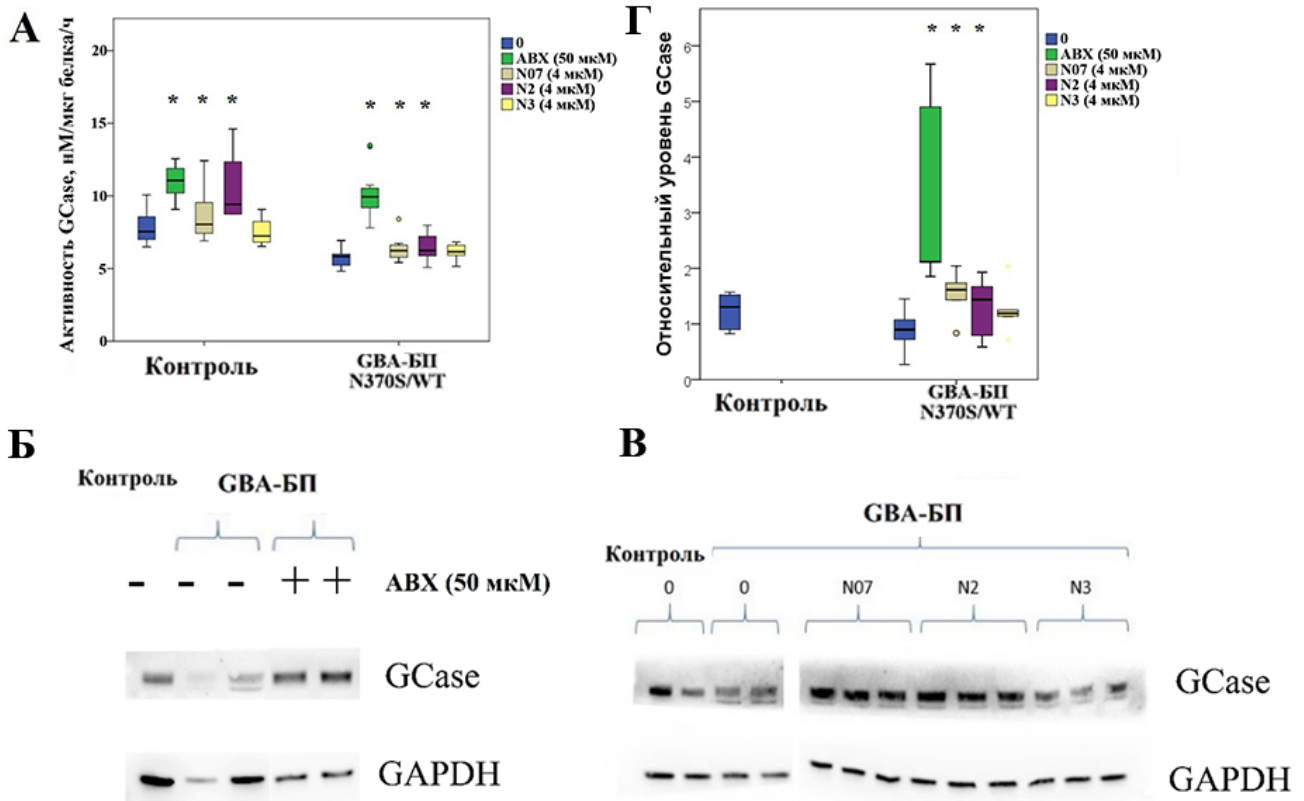 А
Активность GCase, нМ/мкг белка/ч
20
15
10
5
0
* * *
* * *
0
ABX (50 мкМ)
N07 (4 мкМ)
N2 (4 мкМ)
N3 (4 мкМ)
Контроль
GBA-БП
N370S/WT
Г
Относительный уровень GCase
6
5
4
3
2
1
0
* * *
0
ABX (50 мкМ)
N07 (4 мкМ)
N2 (4 мкМ)
N3 (4 мкМ)
Контроль
GBA-БП
N370S/WT
Б
Контроль
GBA-БП
- - - + + ABX (50 мкМ)
GCase
GAPDH
В
GBA-БП
Контроль
0 0 N07 N2 N3
GCase
GAPDH